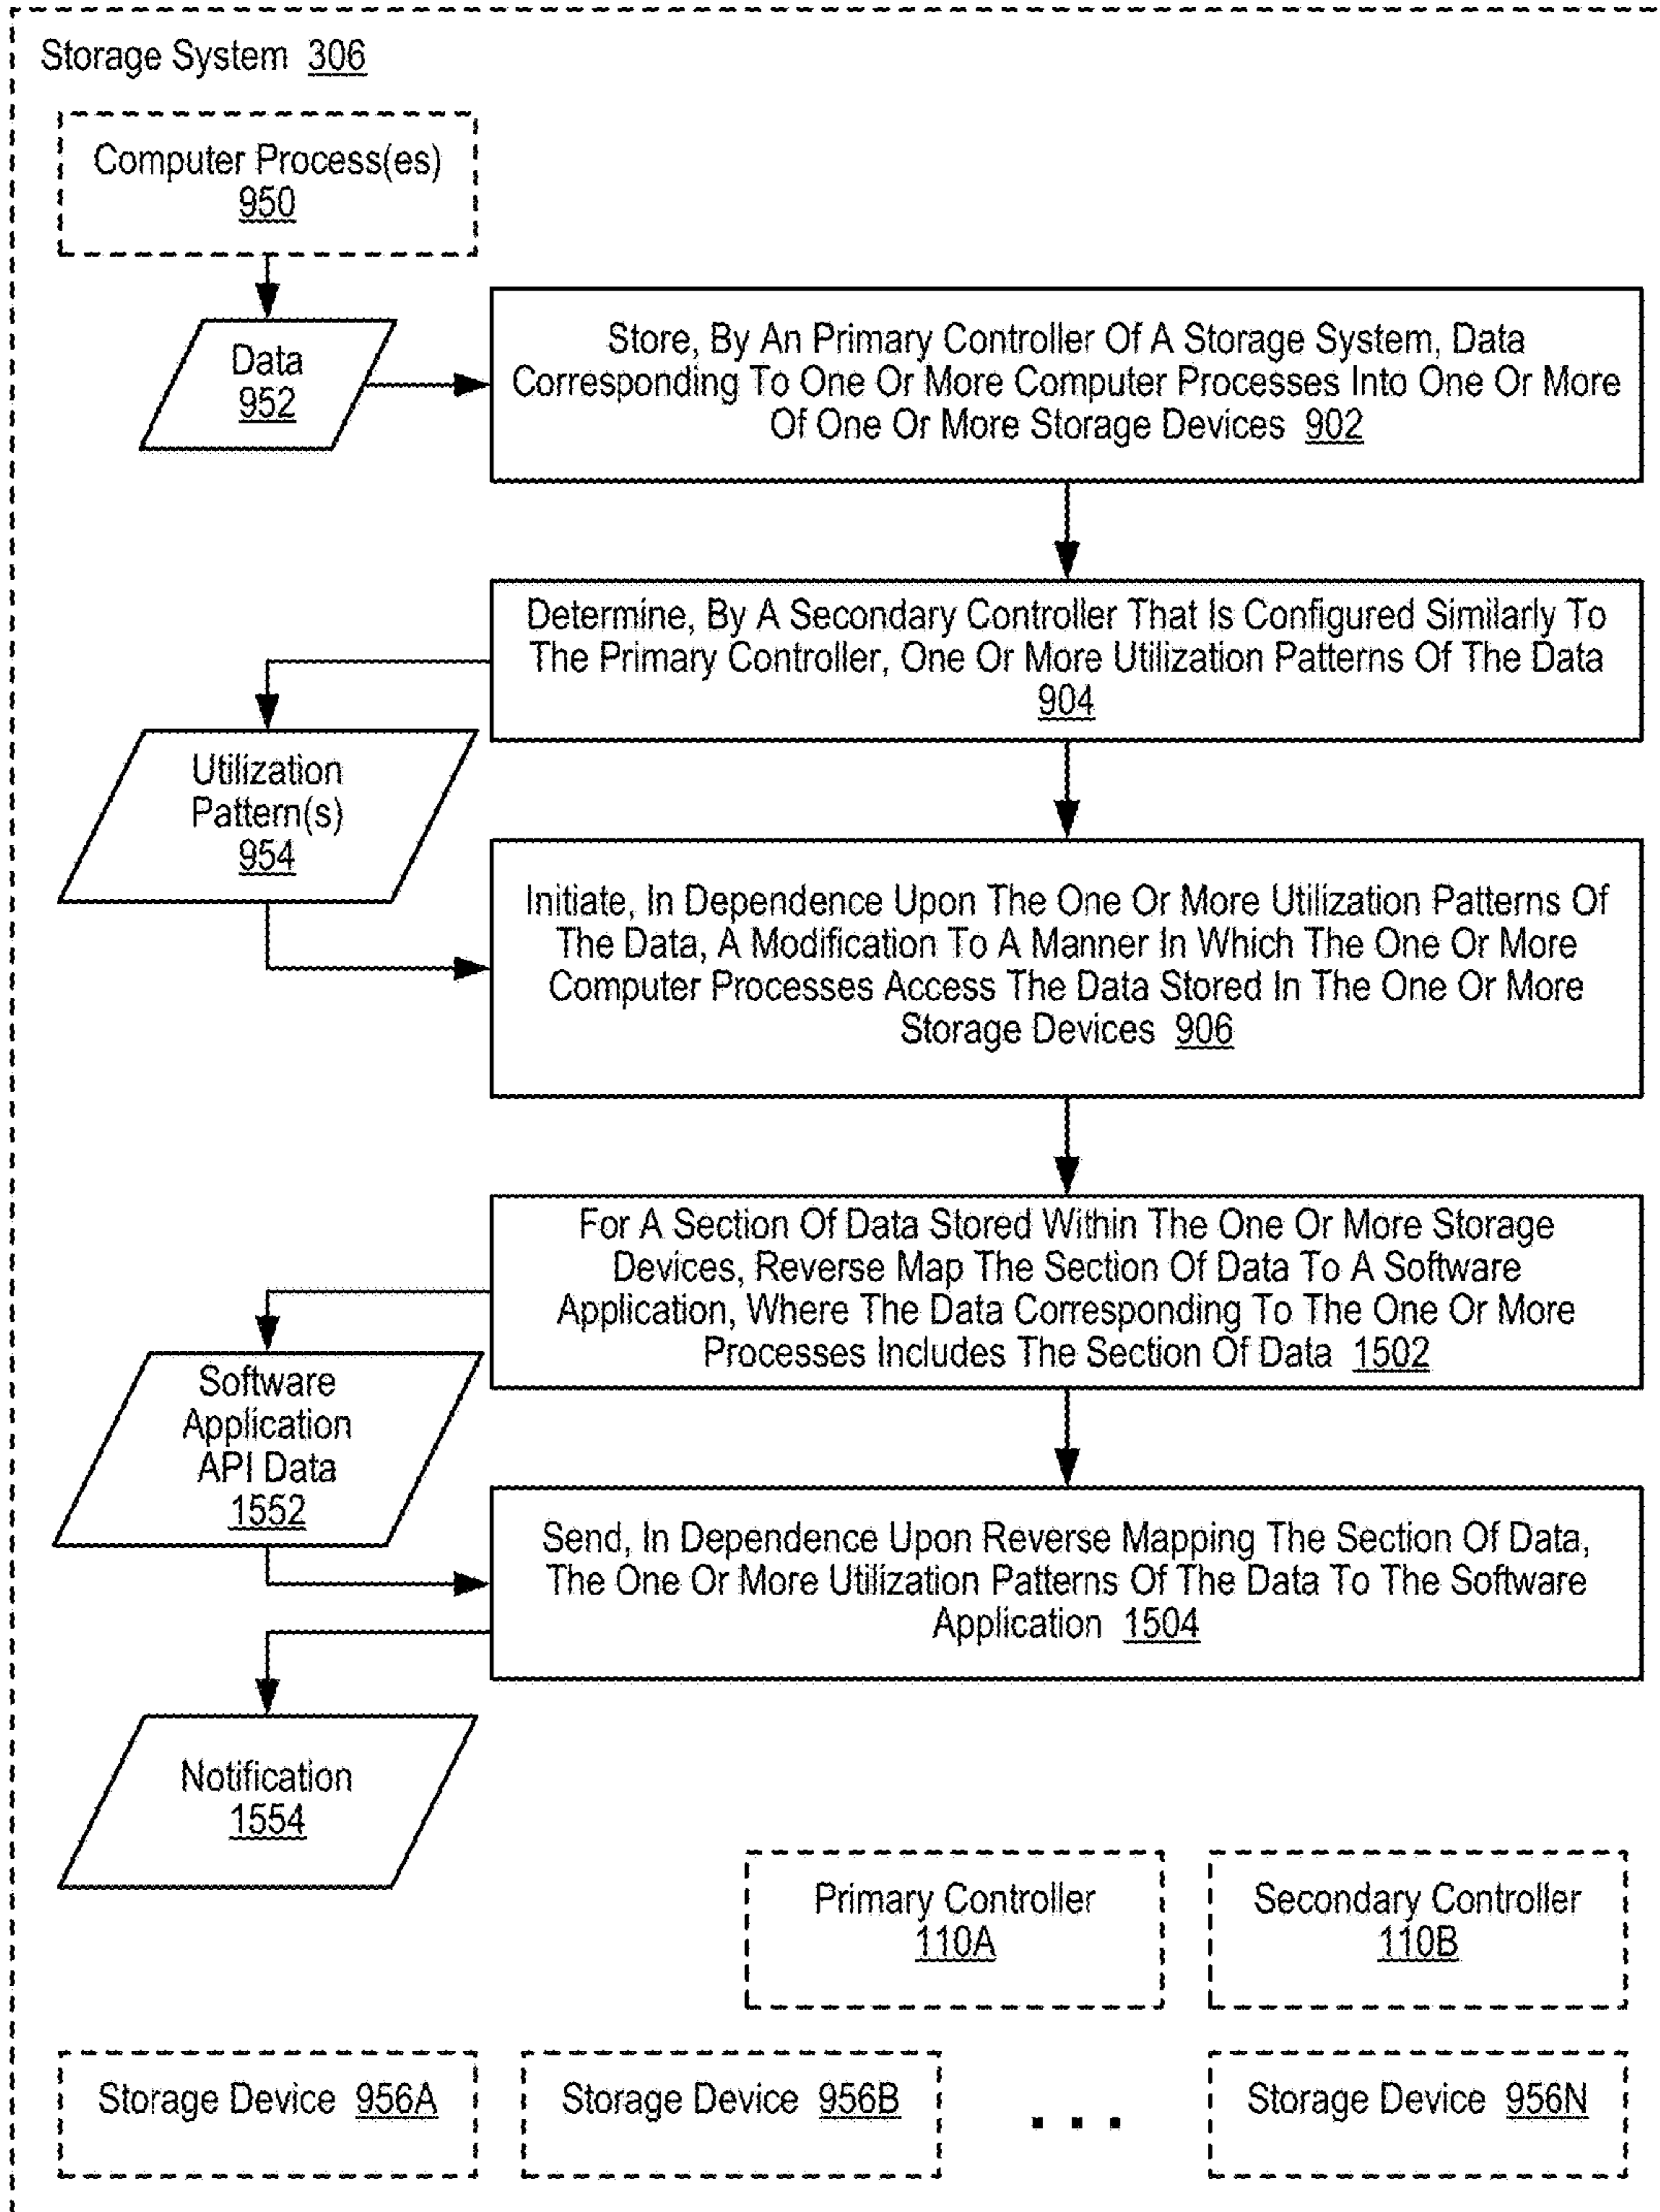 Storage System 306
Computer Process(es)
950
Data
952
Store, By An Primary Controller Of A Storage System, Data
Corresponding To One Or More Computer Processes Into One Or More
Of One Or More Storage Devices 902
Determine, By A Secondary Controller That Is Configured Similarly To
The Primary Controller, One Or More Utilization Patterns Of The Data
904
Utilization
Pattern(s)
954
Initiate, In Dependence Upon The One Or More Utilization Patterns Of
The Data, A Modification To A Manner In Which The One Or More
Computer Processes Access The Data Stored In The One Or More
Storage Devices 906
For A Section Of Data Stored Within The One Or More Storage
Devices, Reverse Map The Section Of Data To A Software
Application, Where The Data Corresponding To The One Or More
Processes Includes The Section Of Data 1502
Software
Application
API Data
1552
Send, In Dependence Upon Reverse Mapping The Section Of Data,
The One Or More Utilization Patterns Of The Data To The Software
Application 1504
Notification
1554
Primary Controller
110A
Secondary Controller
110B
Storage Device 956A
Storage Device 956B
. . .
Storage Device 956N